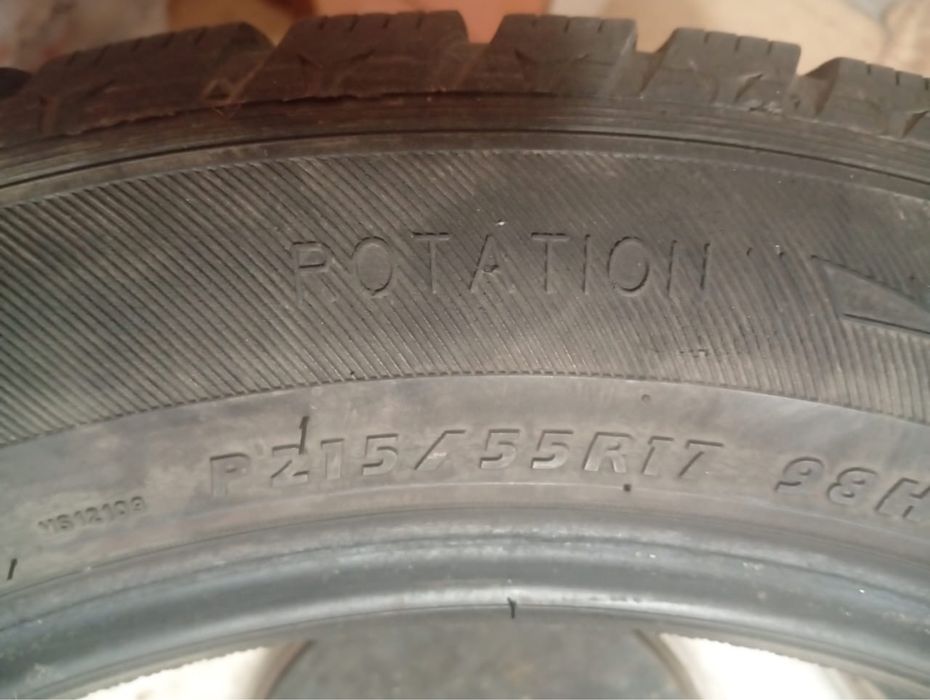 ROTATION
P215/55R17 98H